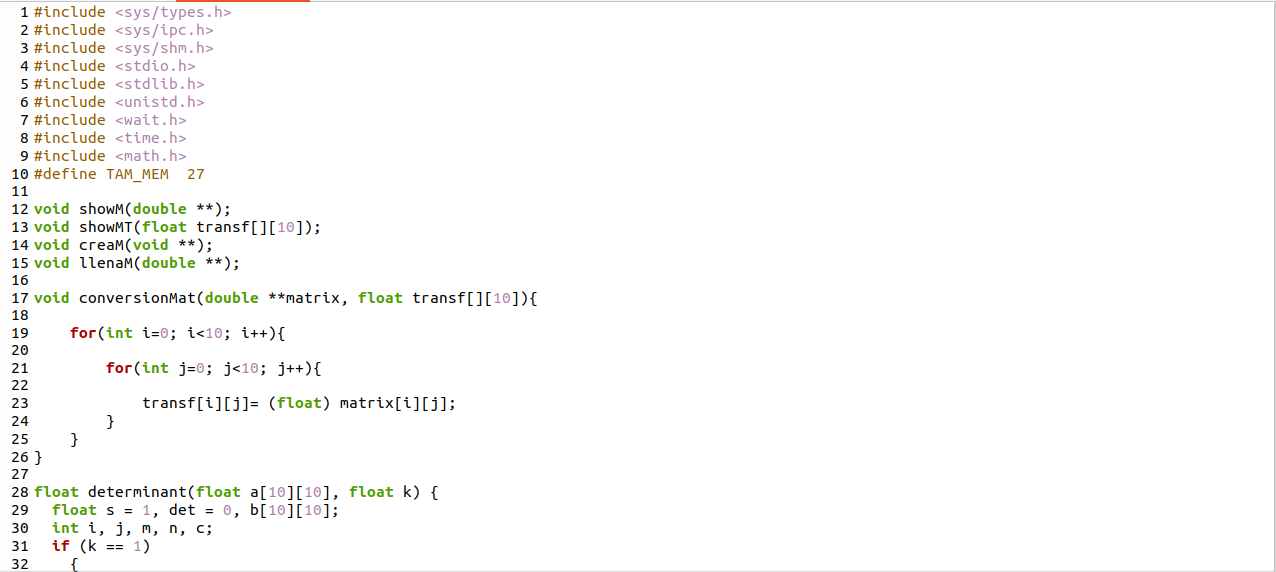 1 #include <sys/types.h>
2 #include <sys/ipc.h>
3 #include <sys/shm.h>
4 #include <stdio.h>
5 #include <stdlib.h>
6 #include <unistd.h>
7 #include <wait.h>
8 #include <time.h>
9 #include <math.h>
10 #define TAM_MEM  27
11
12 void showM(double **);
13 void showMT(float transf[][10]);
14 void creaM(void **);
15 void llenaM(double **);
16
17 void conversionMat(double **matrix, float transf[][10]){
18
19     for(int i=0; i<10; i++){
20
21         for(int j=0; j<10; j++){
22
23             transf[i][j]= (float) matrix[i][j];
24         }
25     }
26 }
27
28 float determinant(float a[10][10], float k) {
29   float s = 1, det = 0, b[10][10];
30   int i, j, m, n, c;
31   if (k == 1)
32     {